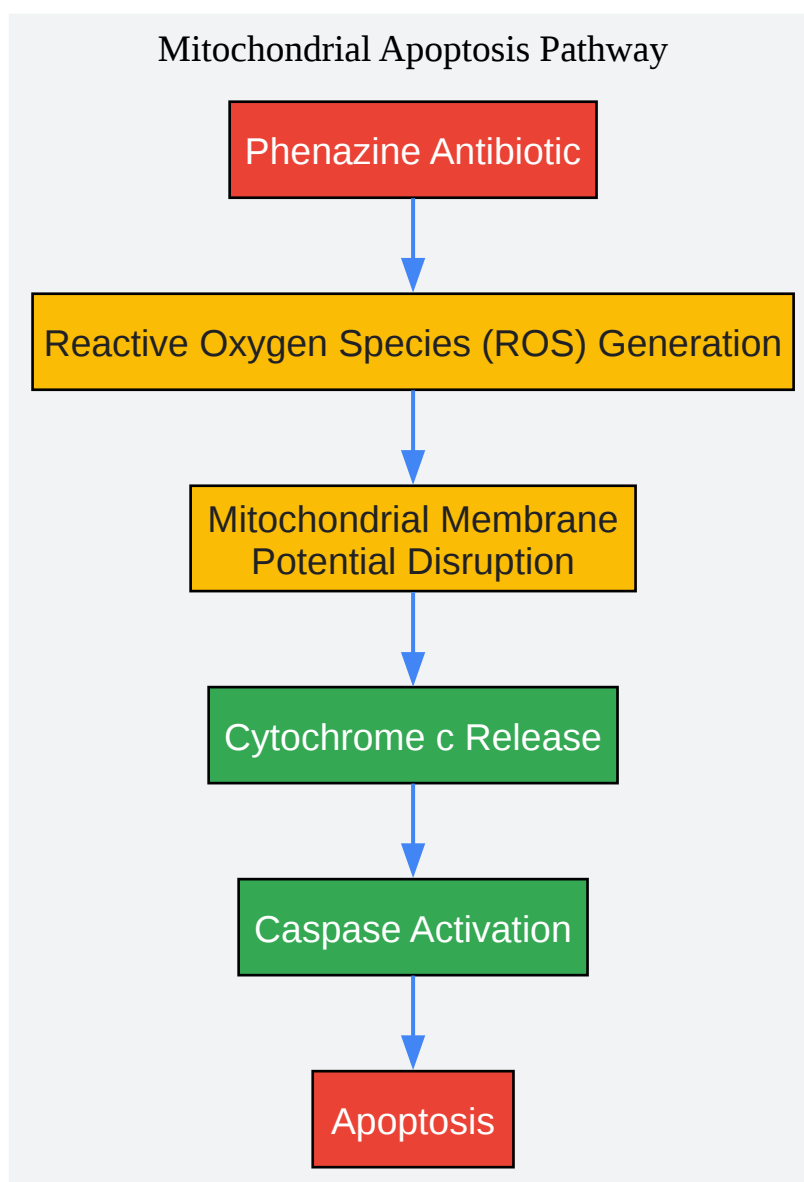 Mitochondrial Apoptosis Pathway
Phenazine Antibiotic
Reactive Oxygen Species (ROS) Generation
Mitochondrial Membrane
Potential Disruption
Cytochrome c Release
Caspase Activation
Apoptosis